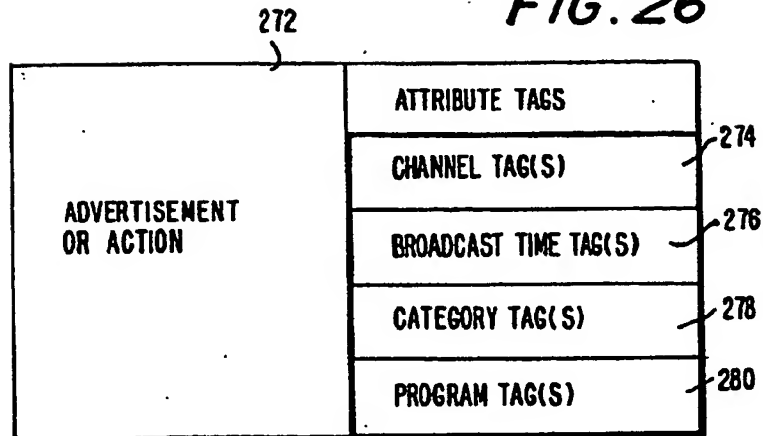 FIG. 26
272
ATTRIBUTE TAGS
274
CHANNEL TAG(S)
ADVERTISEMENT
OR ACTION
276
BROADCAST TIME TAG(S)
278
CATEGORY TAG(S)
280
PROGRAM TAG(S)